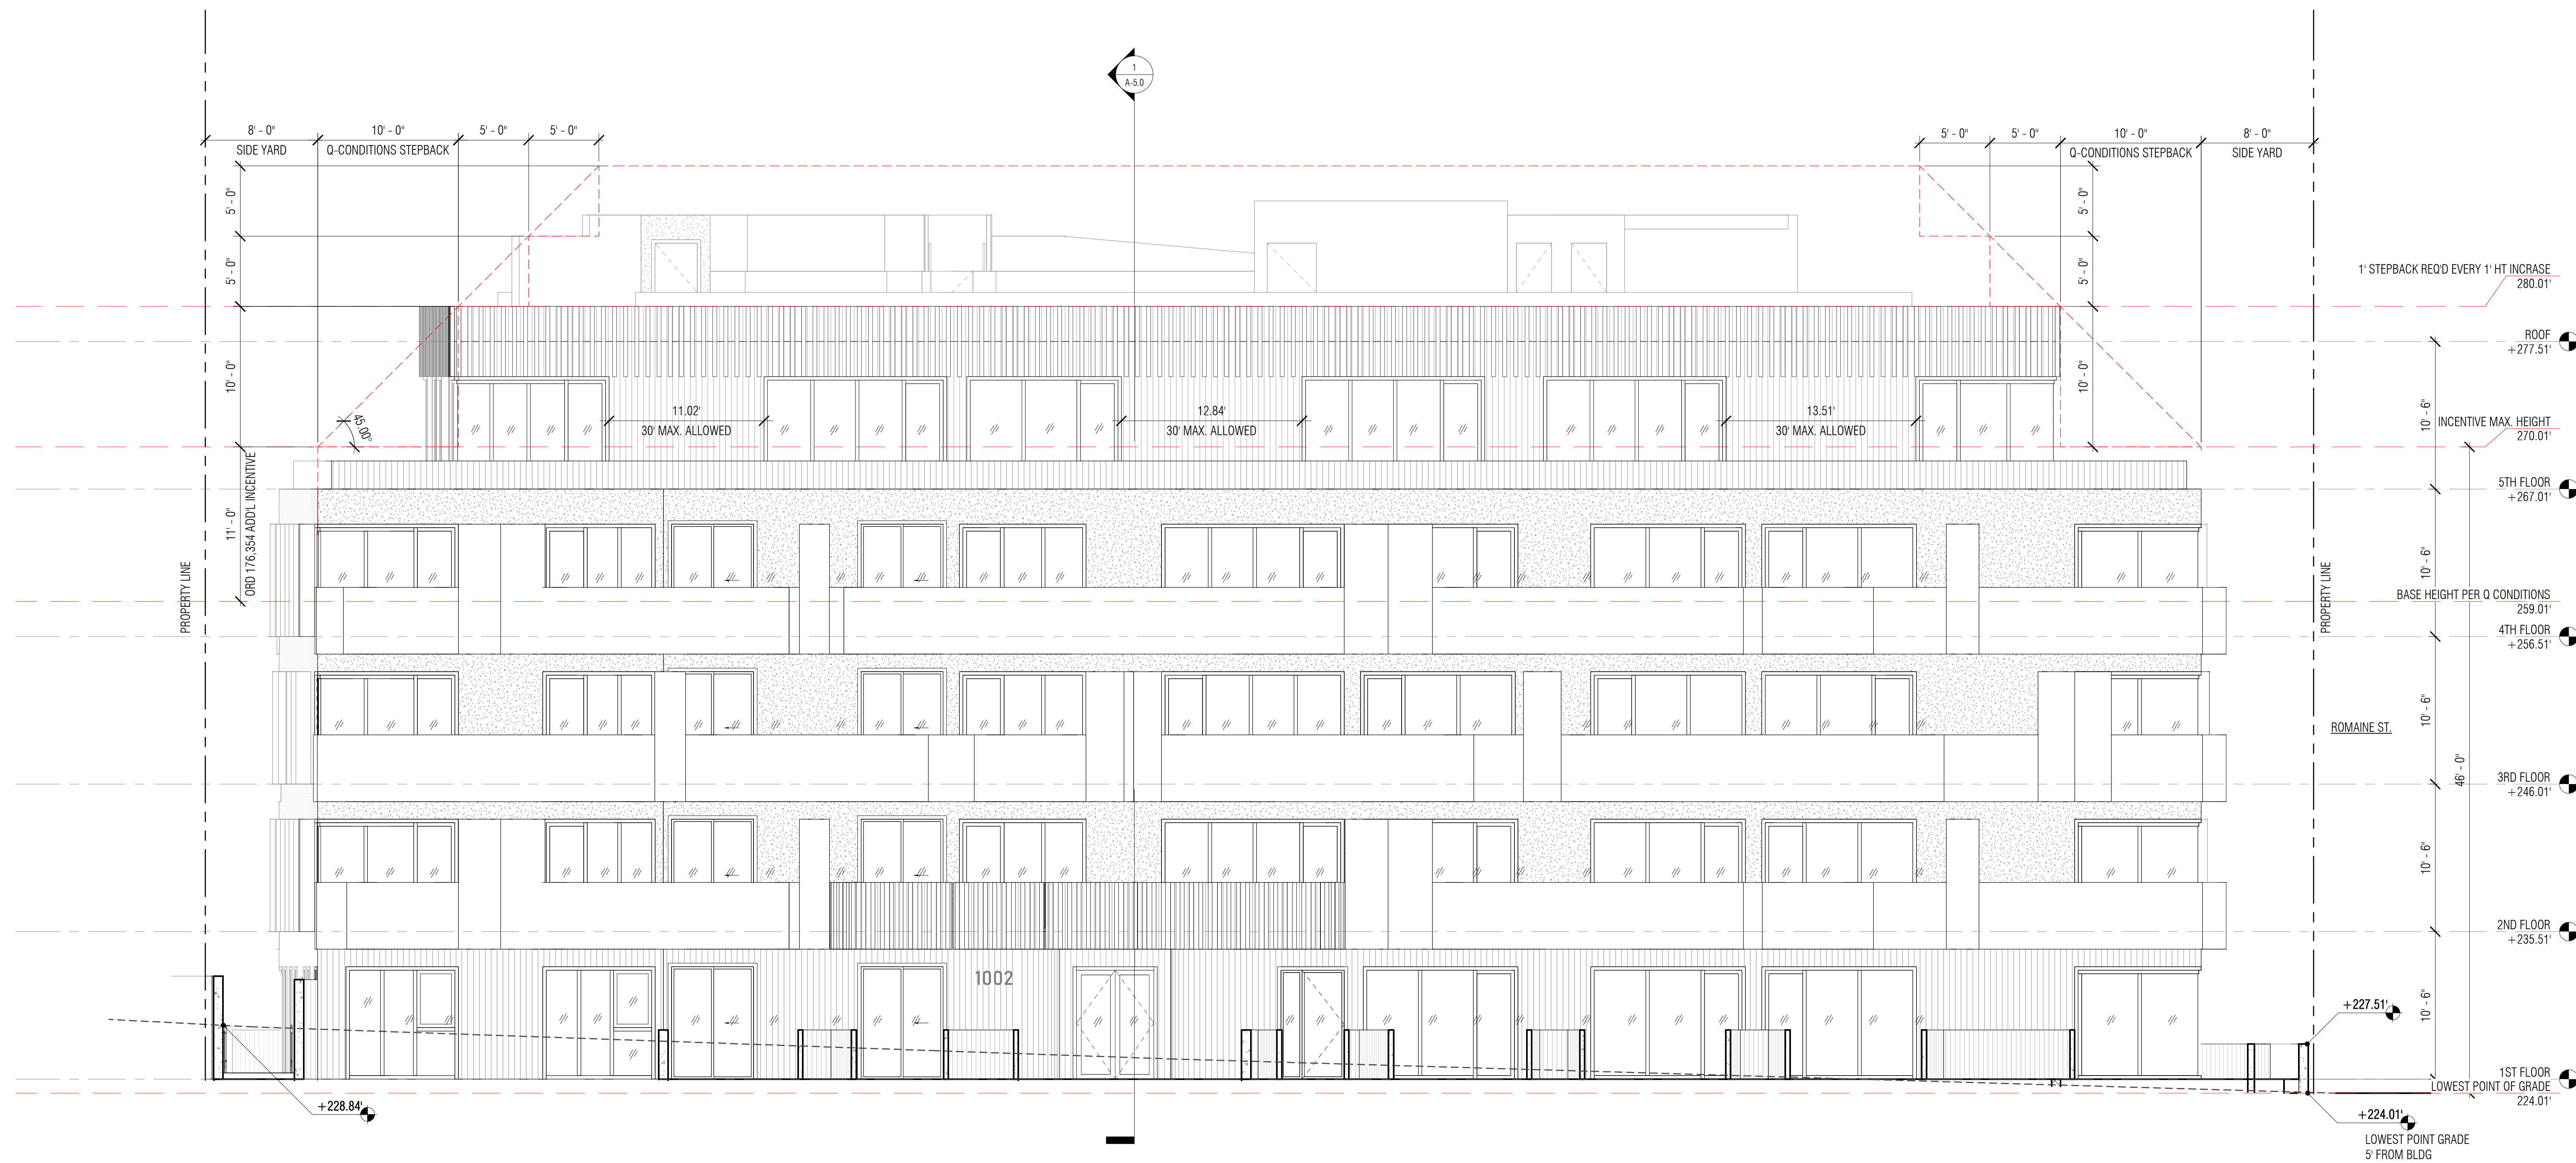 1
A-5.0
8' - 0"
10' - 0"
5' - 0"
5' - 0"
SIDE YARD
Q-CONDITIONS STEPBACK
5' - 0"
5' - 0"
10' - 0"
8' - 0"
Q-CONDITIONS STEPBACK
SIDE YARD
5' - 0"
5' - 0"
10' - 0"
45.00°
11' - 0"
ORD 176,354 ADD'L INCENTIVE
PROPERTY LINE
5' - 0"
5' - 0"
10' - 0"
11.02'
30' MAX. ALLOWED
12.84'
30' MAX. ALLOWED
13.51'
30' MAX. ALLOWED
1' STEPBACK REQ'D EVERY 1' HT INCRASE
280.01'
ROOF
+277.51'
10' - 6"
INCENTIVE MAX. HEIGHT
270.01'
5TH FLOOR
+267.01'
10' - 6"
PROPERTY LINE
BASE HEIGHT PER Q CONDITIONS
259.01'
4TH FLOOR
+256.51'
10' - 6"
ROMAINE ST.
46' - 0"
3RD FLOOR
+246.01'
10' - 6"
2ND FLOOR
+235.51'
1002
10' - 6"
+227.51'
1ST FLOOR
LOWEST POINT OF GRADE
224.01'
+228.84'
+224.01'
LOWEST POINT GRADE
5' FROM BLDG